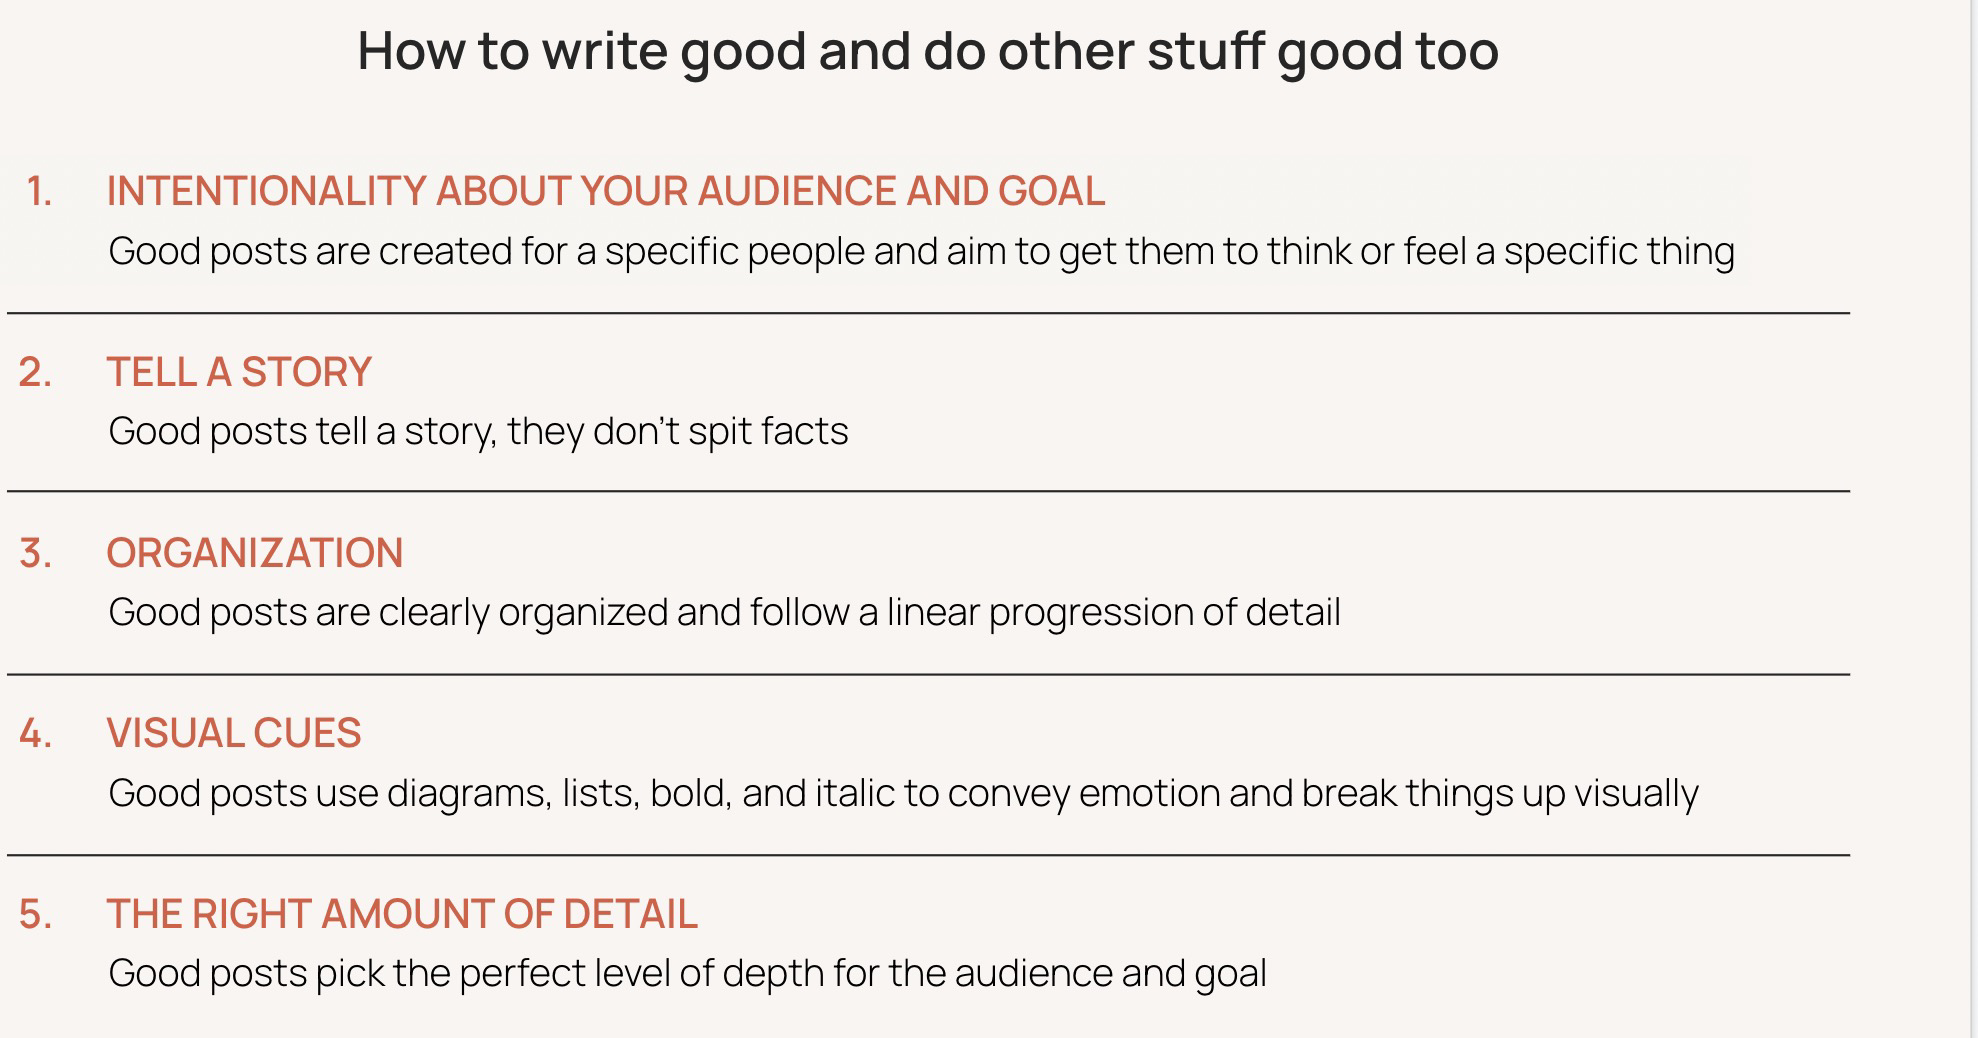 How to write good and do other stuff good too
1. INTENTIONALITY ABOUT YOUR AUDIENCE AND GOAL
Good posts are created for a specific people and aim to get them to think or feel a specific thing
2. TELL A STORY
Good posts tell a story, they don’t spit facts
3. ORGANIZATION
Good posts are clearly organized and follow a linear progression of detail
4. VISUAL CUES
Good posts use diagrams, lists, bold, and italic to convey emotion and break things up visually
5. THE RIGHT AMOUNT OF DETAIL
Good posts pick the perfect level of depth for the audience and goal